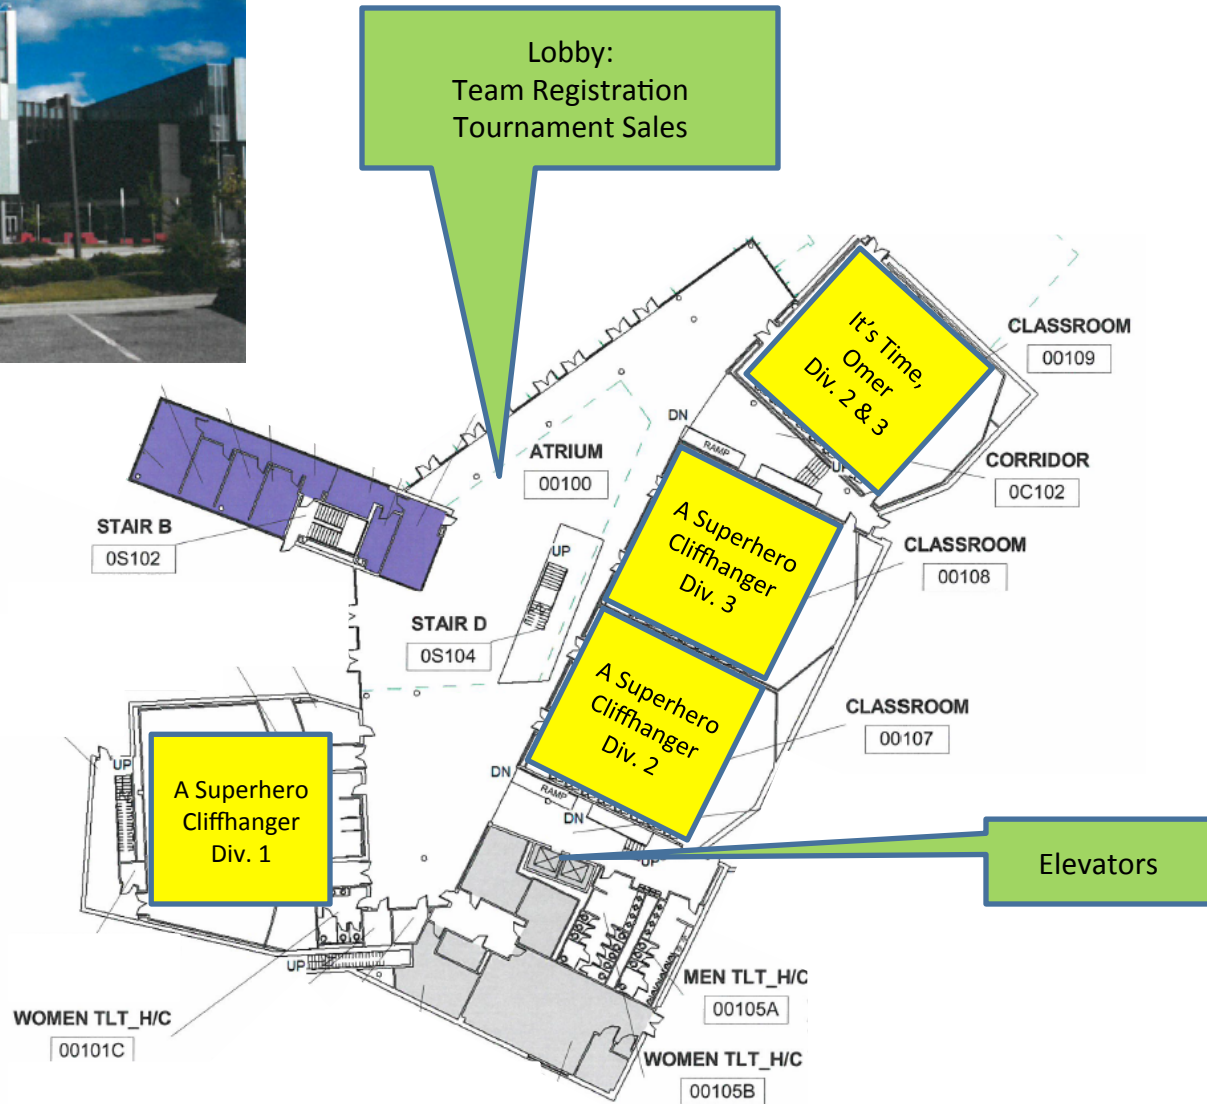 Lobby:
Team Registration
Tournament Sales
It's Time,
Omer
Div. 2 & 3
CLASSROOM
00109
DN
RAMP
UP
ATRIUM
00100
CORRIDOR
0C102
STAIR B
0S102
A Superhero
Cliffhanger
Div. 3
CLASSROOM
00108
UP
STAIR D
0S104
A Superhero
Cliffhanger
Div. 2
CLASSROOM
00107
UP
A Superhero
Cliffhanger
Div. 1
DN
RAMP
DN
UP
Elevators
UP
MEN TLT_H/C
00105A
WOMEN TLT_H/C
00101C
WOMEN TLT_H/C
00105B